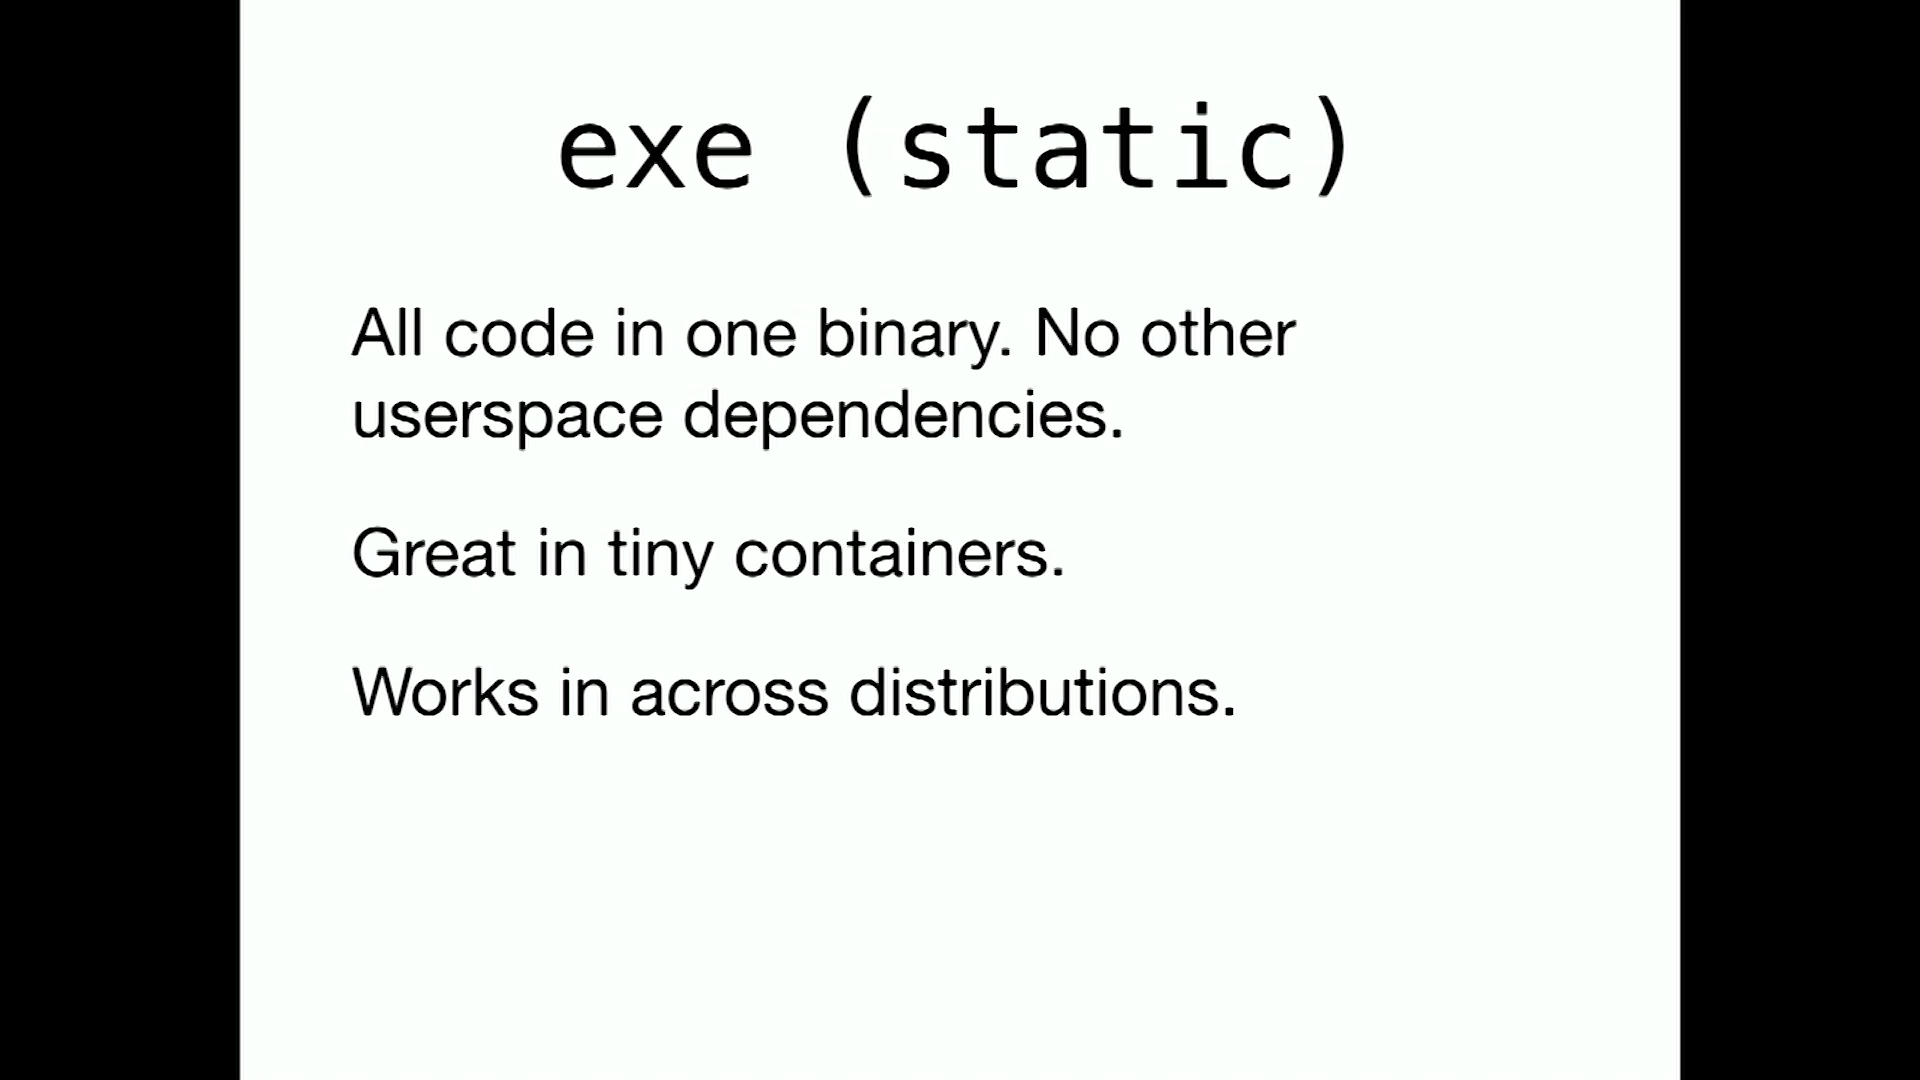 exe (static)
All code in one binary. No other
userspace dependencies.
Great in tiny containers.
Works in across distributions.